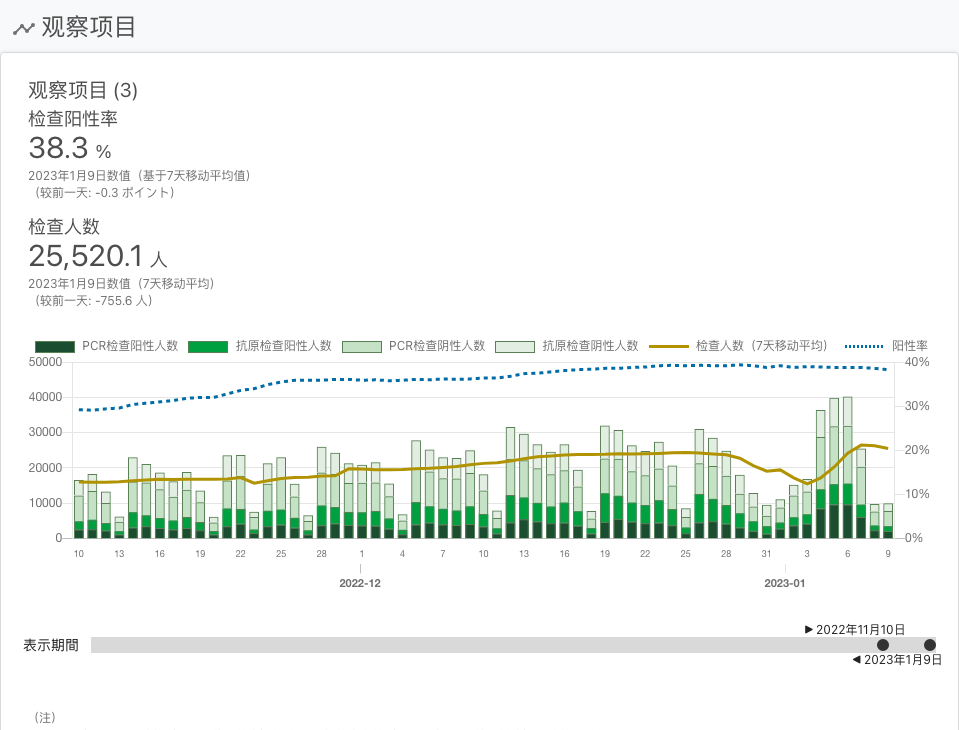 观察项目
观察项目 (3)
检查阳性率
38.3 %
2023年1月9日数值（基于7天移动平均值）
（较前一天: -0.3 ポイント）
检查人数
25,520.1 人
2023年1月9日数值（7天移动平均）
（较前一天: -755.6 人）
PCR检查阳性人数 抗原检查阳性人数 PCR检查阴性人数 抗原检查阴性人数 检查人数（7天移动平均） 阳性率
50000 40%
40000
30000 30%
20000 20%
10000 10%
0 0%
10 13 16 19 22 25 28 1 4 7 10 13 16 19 22 25 28 31 3 6 9
2022-12 2023-01
►2022年11月10日
表示期間
◄2023年1月9日
（注）